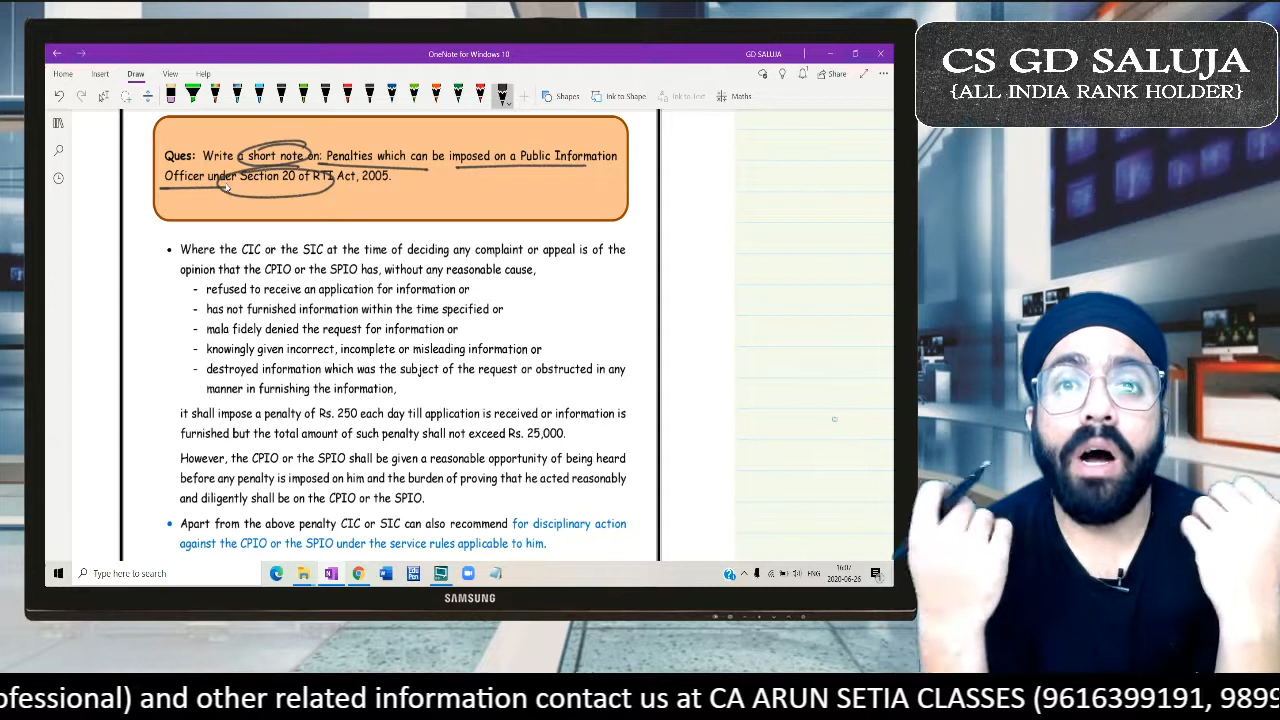 OneNote for Windows 10
GD SALUJA
Home Insert Draw View Help
Share
Shapes Ink to Shape Ink to Text Maths
Ques: Write a short note on: Penalties which can be imposed on a Public Information
Officer under Section 20 of RTI Act, 2005.
• Where the CIC or the SIC at the time of deciding any complaint or appeal is of the
opinion that the CPIO or the SPIO has, without any reasonable cause,
- refused to receive an application for information or
- has not furnished information within the time specified or
- mala fidely denied the request for information or
- knowingly given incorrect, incomplete or misleading information or
- destroyed information which was the subject of the request or obstructed in any
manner in furnishing the information,
it shall impose a penalty of Rs. 250 each day till application is received or information is
furnished but the total amount of such penalty shall not exceed Rs. 25,000.
However, the CPIO or the SPIO shall be given a reasonable opportunity of being heard
before any penalty is imposed on him and the burden of proving that he acted reasonably
and diligently shall be on the CPIO or the SPIO.
• Apart from the above penalty CIC or SIC can also recommend for disciplinary action
against the CPIO or the SPIO under the service rules applicable to him.
Type here to search
ENG
2020-06-26
SAMSUNG
CS GD SALUJA
{ALL INDIA RANK HOLDER}
ofessional) and other related information contact us at CA ARUN SETIA CLASSES (9616399191, 9899